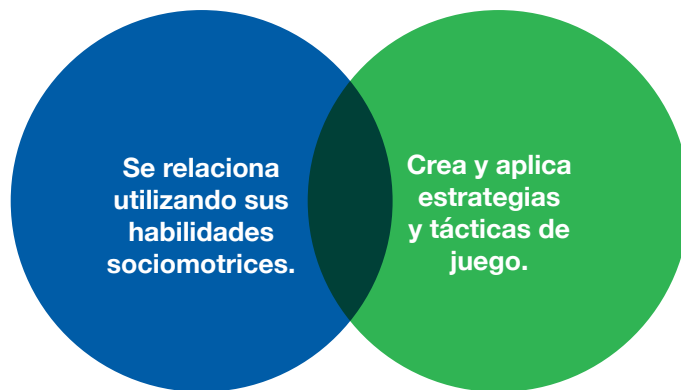 Se relaciona
utilizando sus
habilidades
sociomotrices.
Crea y aplica
estrategias
y tácticas de
juego.